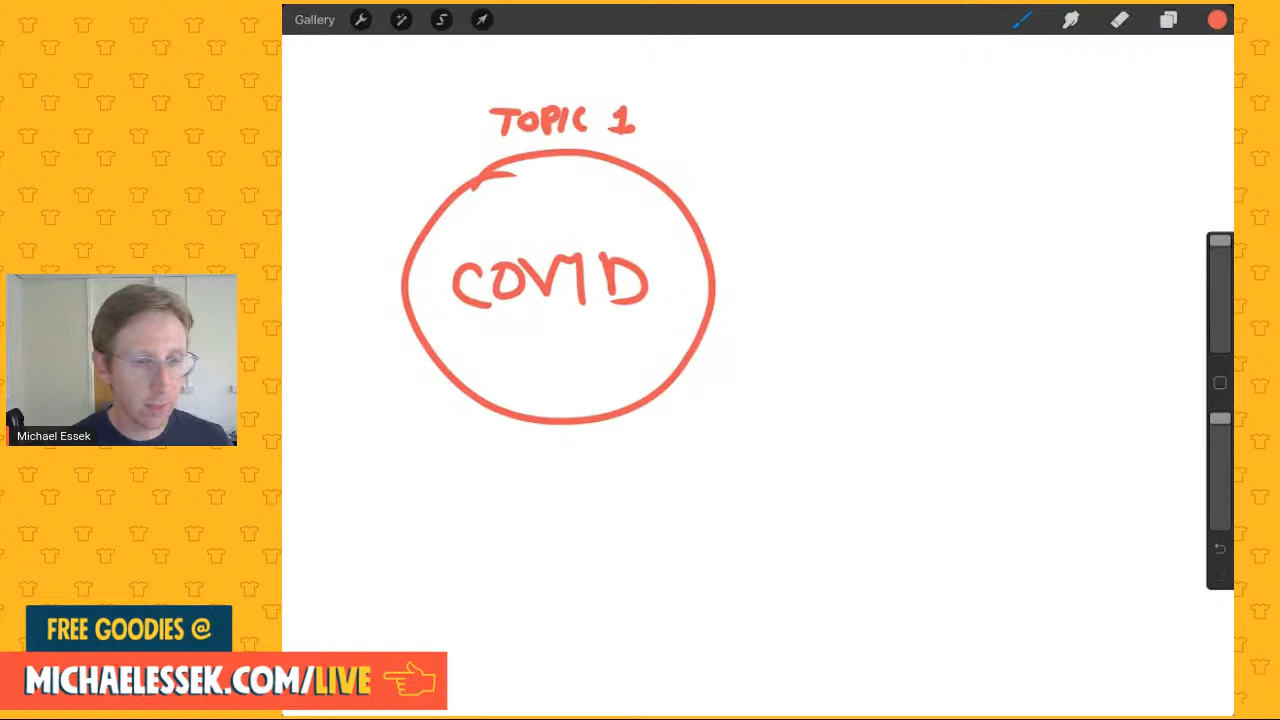 Gallery
TOPIC 1
COVID
Michael Essek
FREE GOODIES @
MICHAELESSEK.COM/LIVE